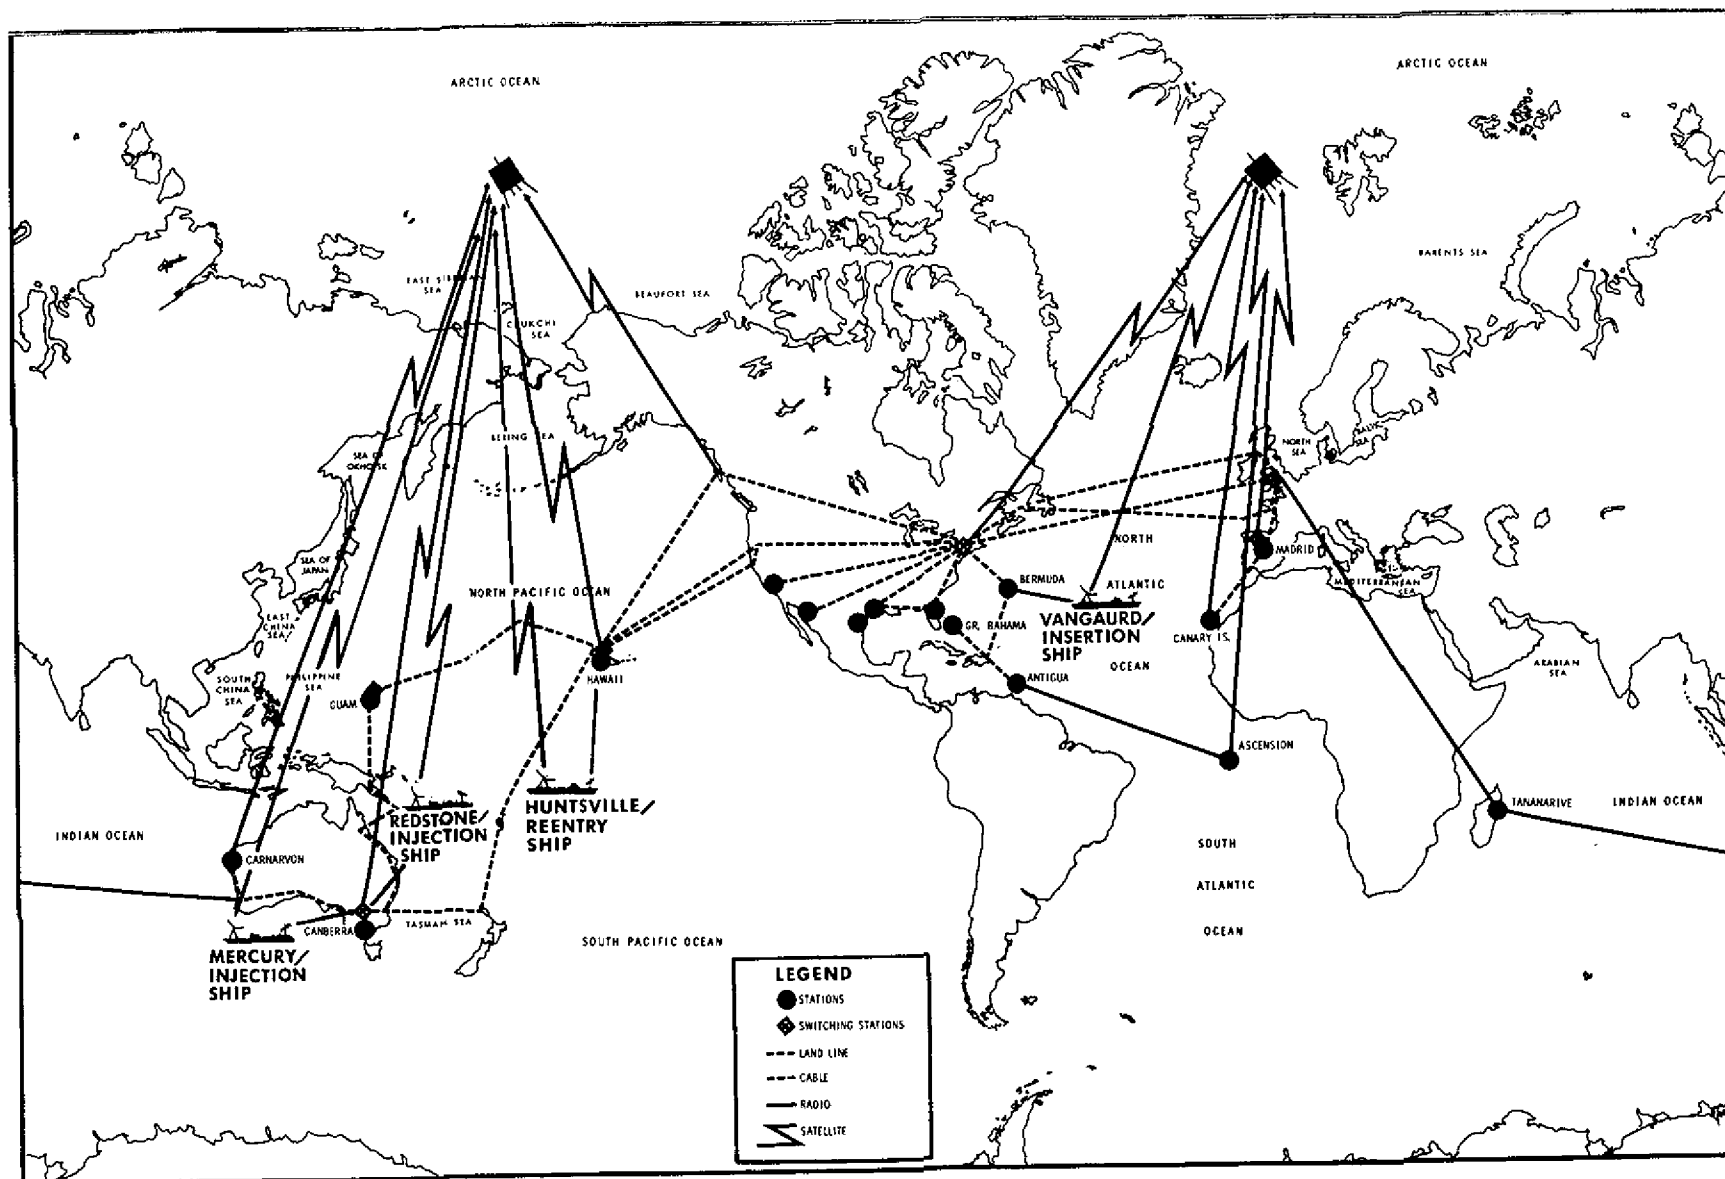 ARCTIC OCEAN
ARCTIC OCEAN
BARENTS SEA
EAST SIBERIAN
SEA
BEAUFORT SEA
CHUKCHI
SEA
BEING SEA
SEA OF
OKHOTSK
NORTH
SEA
BALTIC
SEA
SEA OF
JAPAN
NORTH PACIFIC OCEAN
EAST
CHINA
SEA
NORTH
ATLANTIC
OCEAN
MADRID
MEDITERRANEAN
SEA
BERMUDA
VANGAURD/
INSERTION
SHIP
GR. BAHAMA
CANARY IS.
ANTIGUA
ARABIAN
SEA
SOUTH
CHINA
SEA
PHILIPPINE
SEA
GUAM
HAWAII
ASCENSION
TANANARIVE
INDIAN OCEAN
INDIAN OCEAN
REDSTONE/
INJECTION
SHIP
HUNTSVILLE/
REENTRY
SHIP
CARNARVON
SOUTH
ATLANTIC
OCEAN
CANBERRA
TASMAN SEA
SOUTH PACIFIC OCEAN
MERCURY/
INJECTION
SHIP
LEGEND
STATIONS
SWITCHING STATIONS
LAND LINE
CABLE
RADIO
SATELLITE